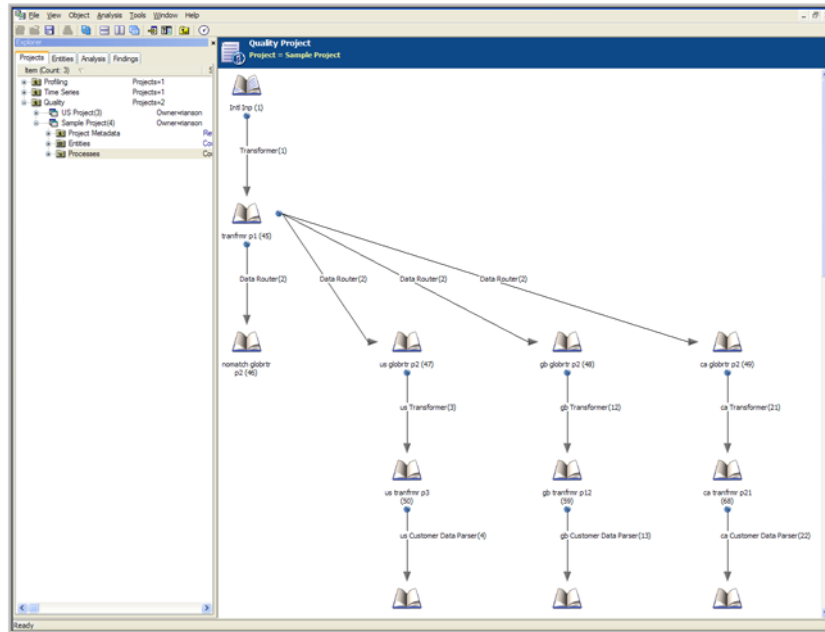 File View Object Analysis Tools Window Help
Explorer
Projects Entities Analysis Findings
Item (Count: 3)
Profiling Projects=1
Time Series Projects=1
Quality Projects=2
US Project(3) Owner=ianson
Sample Project(4) Owner=ianson
Project Metadata Re
Entities Co
Processes Co
Quality Project
Project = Sample Project
Intl Inp (1)
Transformer(1)
tranfrmr p1 (45)
Data Router(2) Data Router(2) Data Router(2) Data Router(2)
nomatch globrtr
p2 (46)
us globrtr p2 (47) gb globrtr p2 (48) ca globrtr p2 (49)
us Transformer(3) gb Transformer(12) ca Transformer(21)
us tranfrmr p3
(50)
gb tranfrmr p12
(59)
ca tranfrmr p21
(68)
us Customer Data Parser(4) gb Customer Data Parser(13) ca Customer Data Parser(22)
Ready